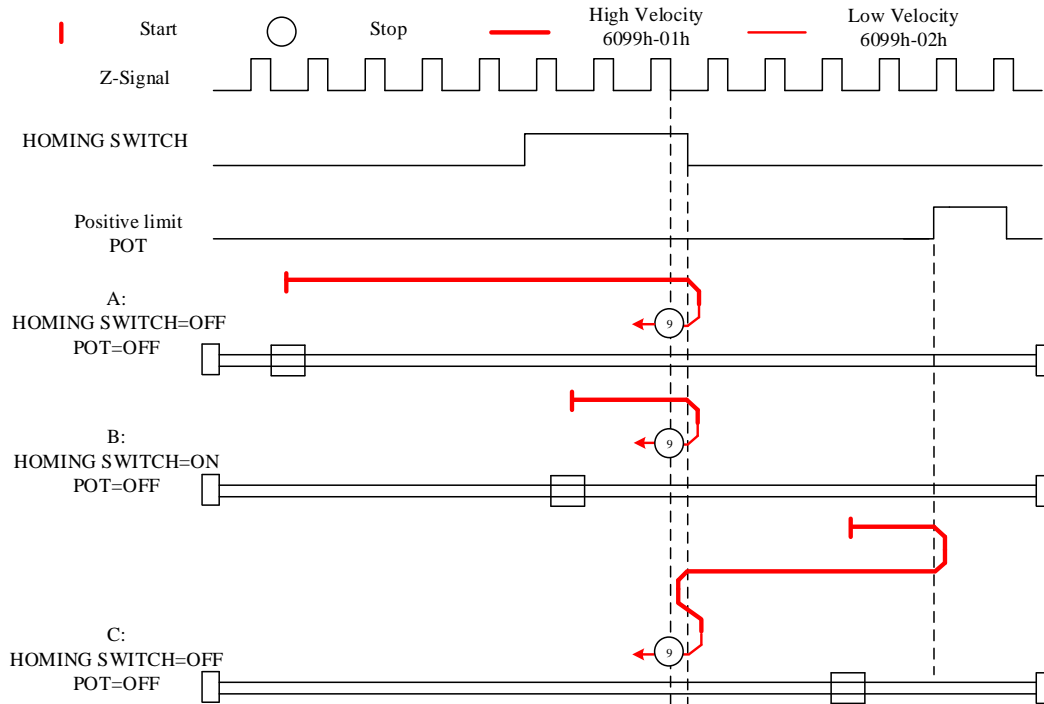 Start
Stop
High Velocity
6099h-01h
Low Velocity
6099h-02h
Z-Signal
HOMING SWITCH
Positive limit
POT
A:
HOMING SWITCH=OFF
POT=OFF
9
B:
HOMING SWITCH=ON
POT=OFF
9
C:
HOMING SWITCH=OFF
POT=OFF
9